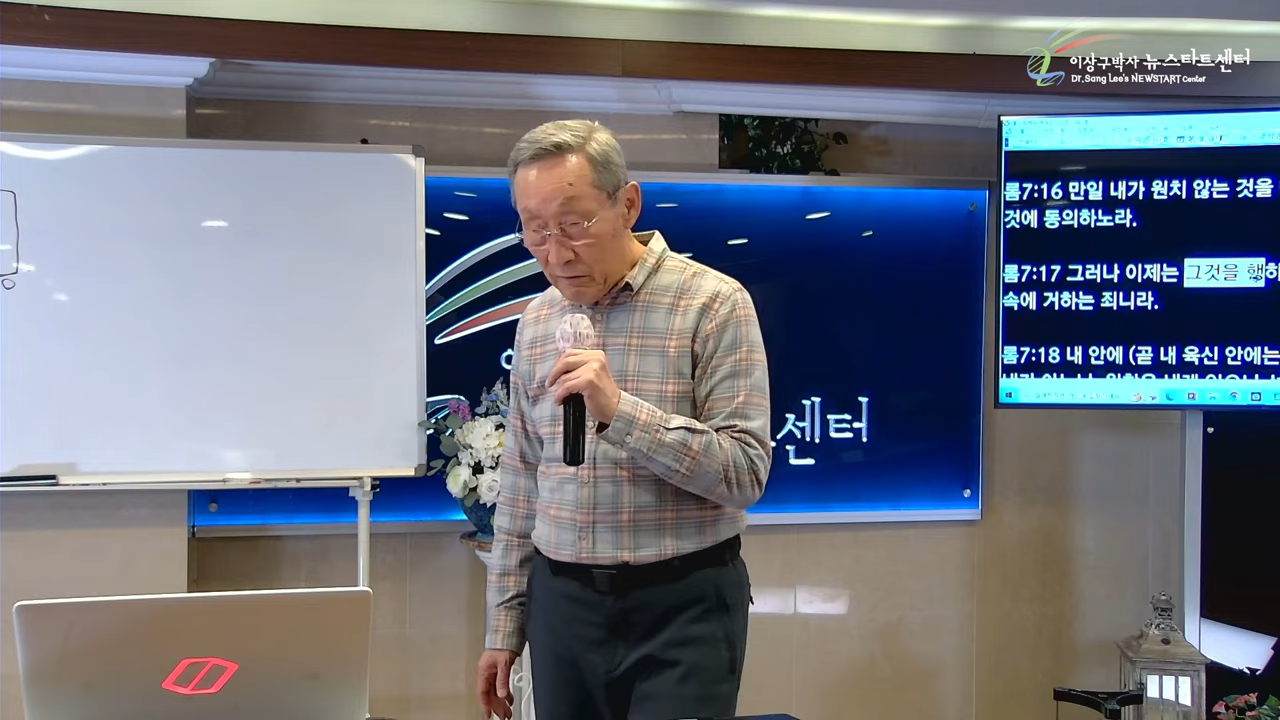 이상구박사 뉴스타트센터
Dr. Sang Lee's NEWSTART Center
롬7:16 만일 내가 원치 않는 것을
것에 동의하노라.
롬7:17 그러나 이제는 그것을 행하
속에 거하는 죄니라.
롬7:18 내 안에 (곧 내 육신 안에는
센터